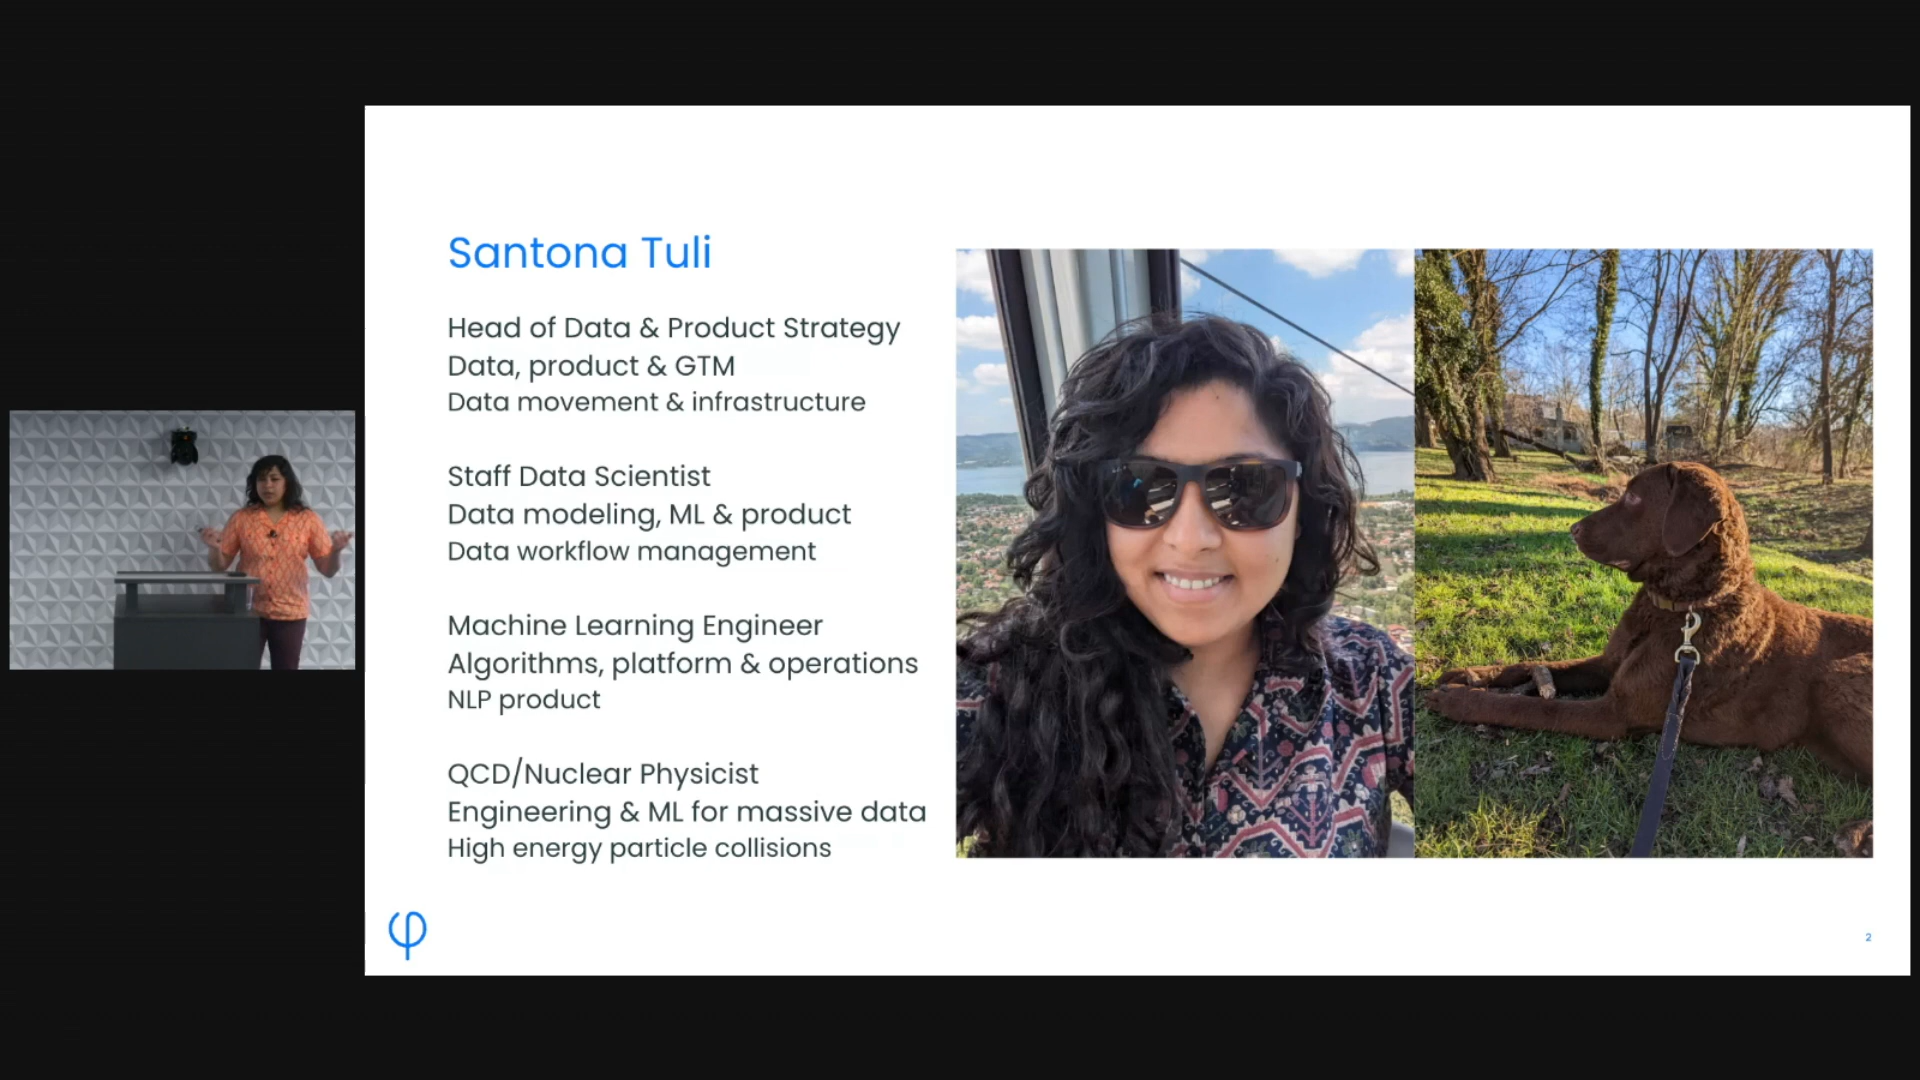 Santona Tuli
Head of Data & Product Strategy
Data, product & GTM
Data movement & infrastructure
Staff Data Scientist
Data modeling, ML & product
Data workflow management
Machine Learning Engineer
Algorithms, platform & operations
NLP product
QCD/Nuclear Physicist
Engineering & ML for massive data
High energy particle collisions
φ
2